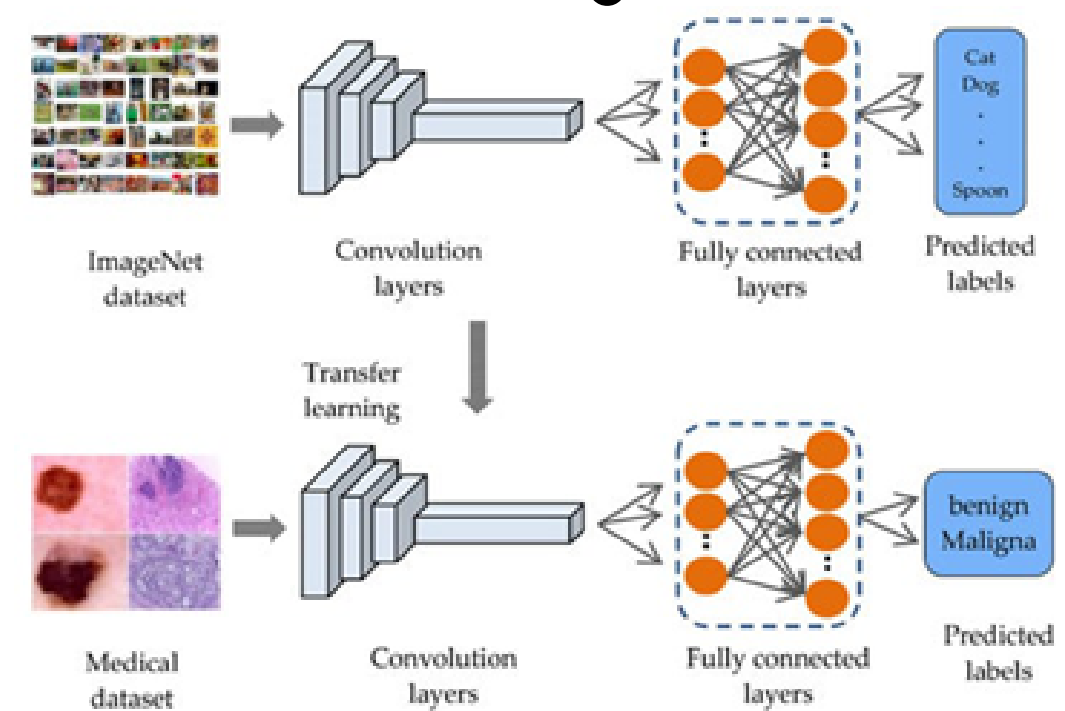 Cat
Dog
.
.
.
Spoon
ImageNet
dataset
Convolution
layers
Fully connected
layers
Predicted
labels
Transfer
learning
benign
Maligna
Medical
dataset
Convolution
layers
Fully connected
layers
Predicted
labels